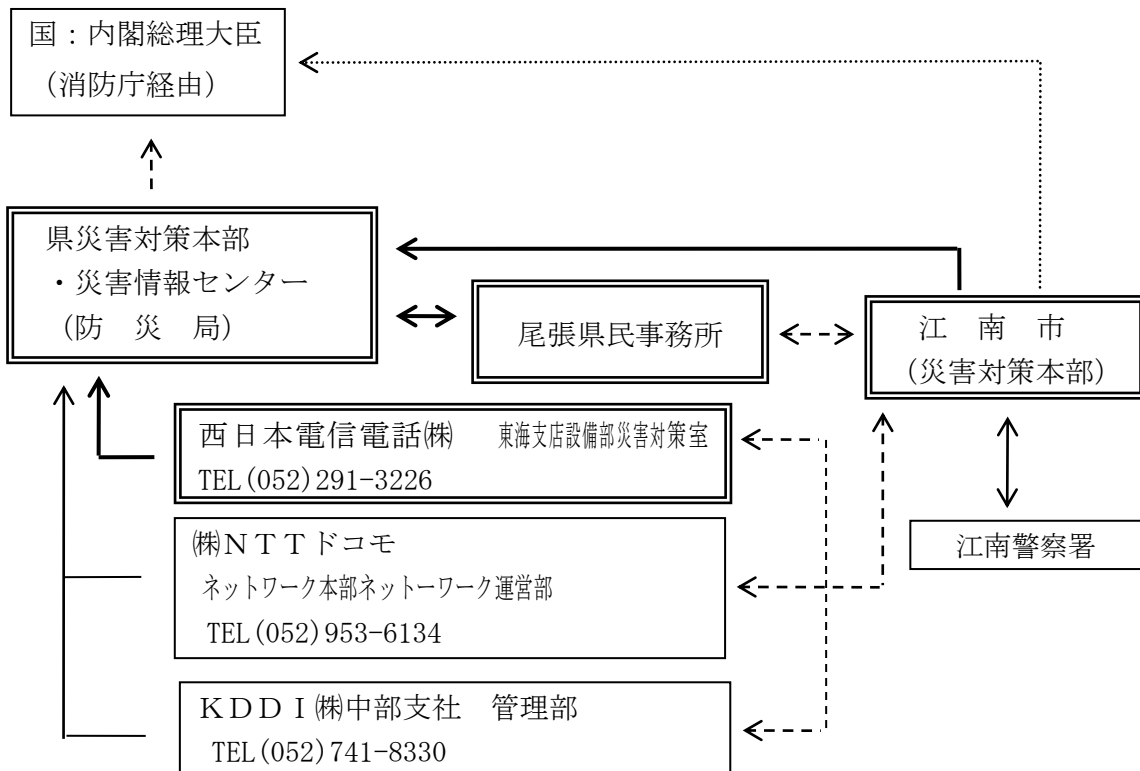 国：内閣総理大臣
（消防庁経由）
県災害対策本部
・災害情報センター
（防　災　局）
尾張県民事務所
江　南　市
（災害対策本部）
西日本電信電話㈱　東海支店設備部災害対策室
TEL(052)291-3226
㈱ＮＴＴドコモ
ネットワーク本部ネットーワーク運営部
TEL(052)953-6134
江南警察署
ＫＤＤＩ㈱中部支社　管理部
TEL(052)741-8330